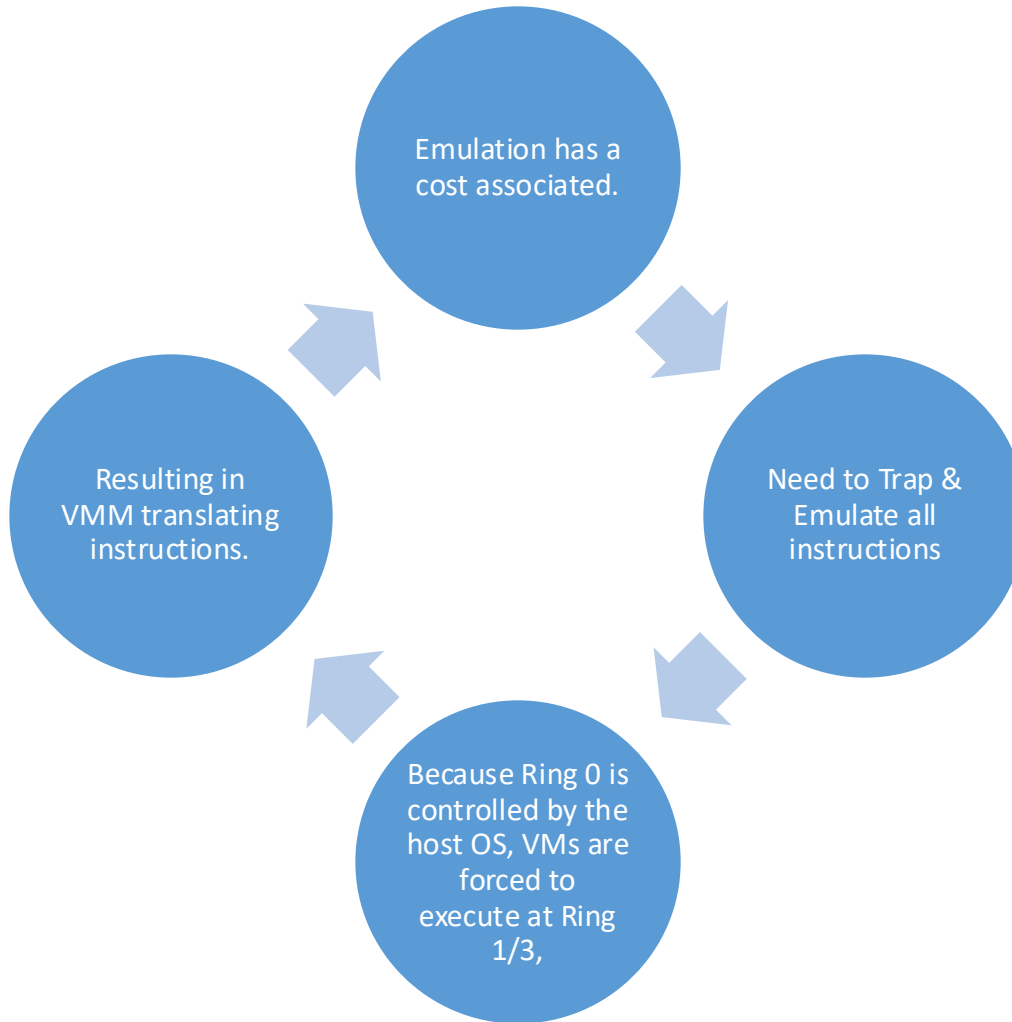 Emulation has a
cost associated.
Need to Trap &
Emulate all
instructions
Because Ring 0 is
controlled by the
host OS, VMs are
forced to
execute at Ring
1/3,
Resulting in
VMM translating
instructions.